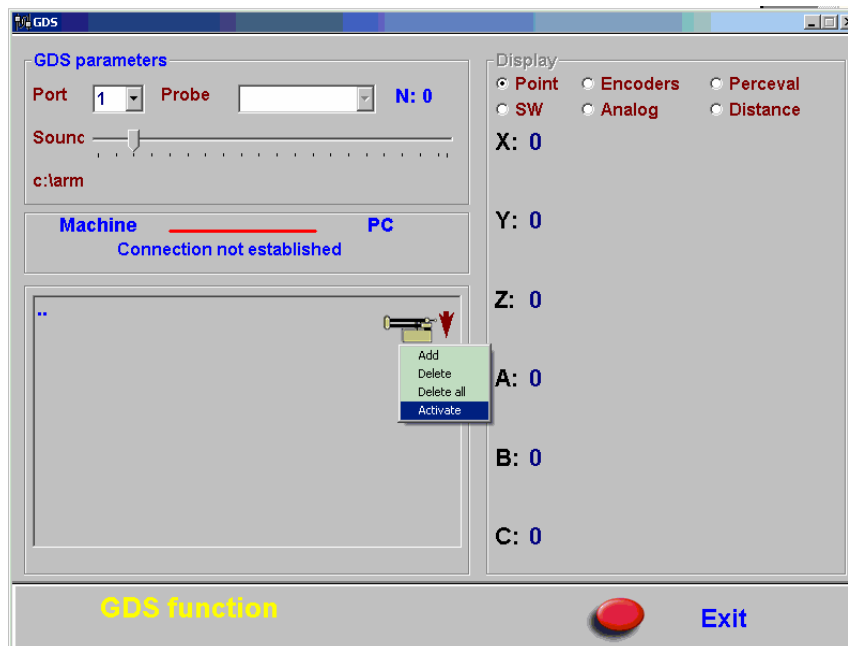 GDS
GDS parameters
Port 1 Probe N: 0
Sounc
c:\arm
Machine PC
Connection not established
..
Add
Delete
Delete all
Activate
Display
Point Encoders Perceval
SW Analog Distance
X: 0
Y: 0
Z: 0
A: 0
B: 0
C: 0
GDS function
Exit